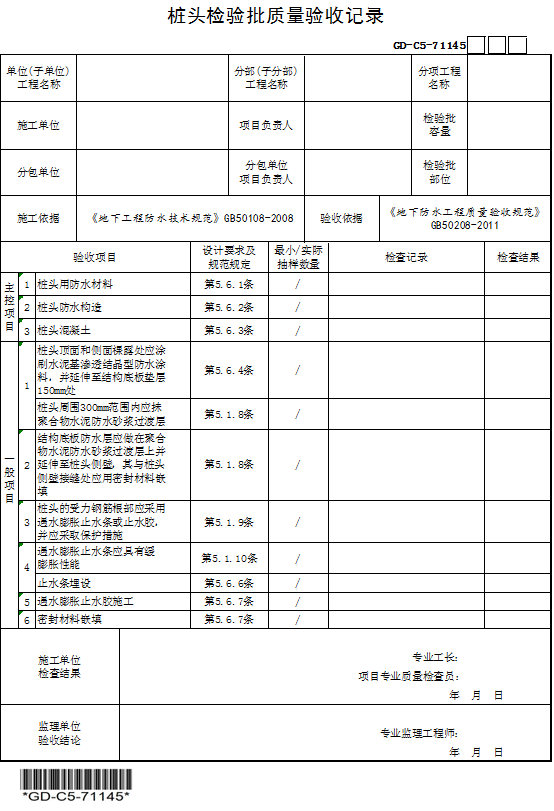 桩头检验批质量验收记录
GD-C5-71145
单位(子单位)
工程名称
分部(子分部)
工程名称
分项工程
名称
施工单位
项目负责人
检验批
容量
分包单位
分包单位
项目负责人
检验批
部位
施工依据
《地下工程防水技术规范》GB50108-2008
验收依据
《地下防水工程质量验收规范》
GB50208-2011
验收项目
设计要求及
规范规定
最小/实际
抽样数量
检查记录
检查结果
主控项目
1 桩头用防水材料 第5.6.1条 /
2 桩头防水构造 第5.6.2条 /
3 桩头混凝土 第5.6.3条 /
一般项目
1
桩头顶面和侧面裸露处应涂
刷水泥基渗透结晶型防水涂
料，并延伸至结构底板垫层
150mm处
第5.6.4条 /
桩头周围300mm范围内应抹
聚合物水泥防水砂浆过渡层
第5.1.8条 /
2
结构底板防水层应做在聚合
物水泥防水砂浆过渡层上并
延伸至桩头侧壁，其与桩头
侧壁接缝处应用密封材料嵌
填
第5.1.8条 /
3
桩头的受力钢筋根部应采用
遇水膨胀止水条或止水胶，
并应采取保护措施
第5.1.9条 /
4
遇水膨胀止水条应具有缓
膨胀性能
第5.1.10条 /
止水条埋设 第5.6.6条 /
5 遇水膨胀止水胶施工 第5.6.7条 /
6 密封材料嵌填 第5.6.7条 /
施工单位
检查结果
专业工长：
项目专业质量检查员：
年 月 日
监理单位
验收结论
专业监理工程师：
年 月 日
*GD-C5-71145*